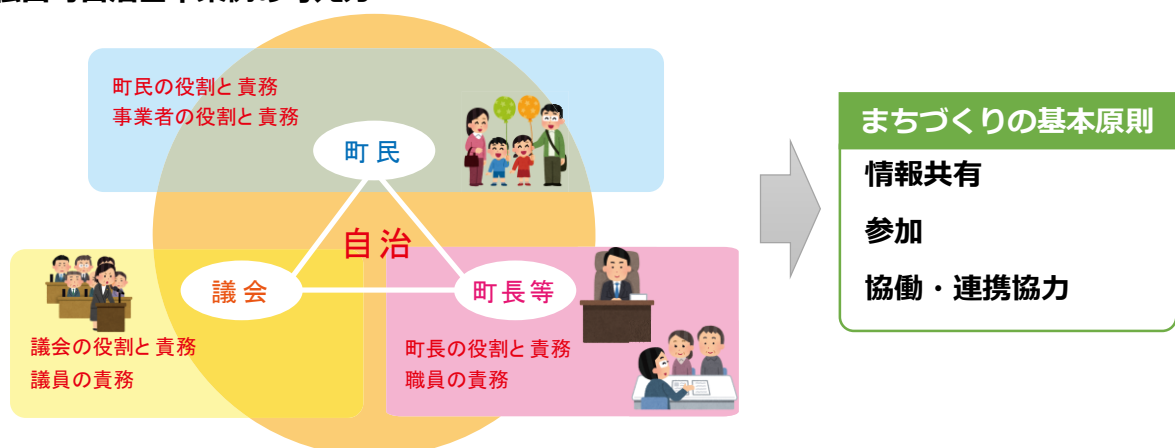 町民の役割と責務
事業者の役割と責務
町民
自治
議会
町長等
議会の役割と責務
議員の責務
町長の役割と責務
職員の責務
まちづくりの基本原則
情報共有
参加
協働・連携協力